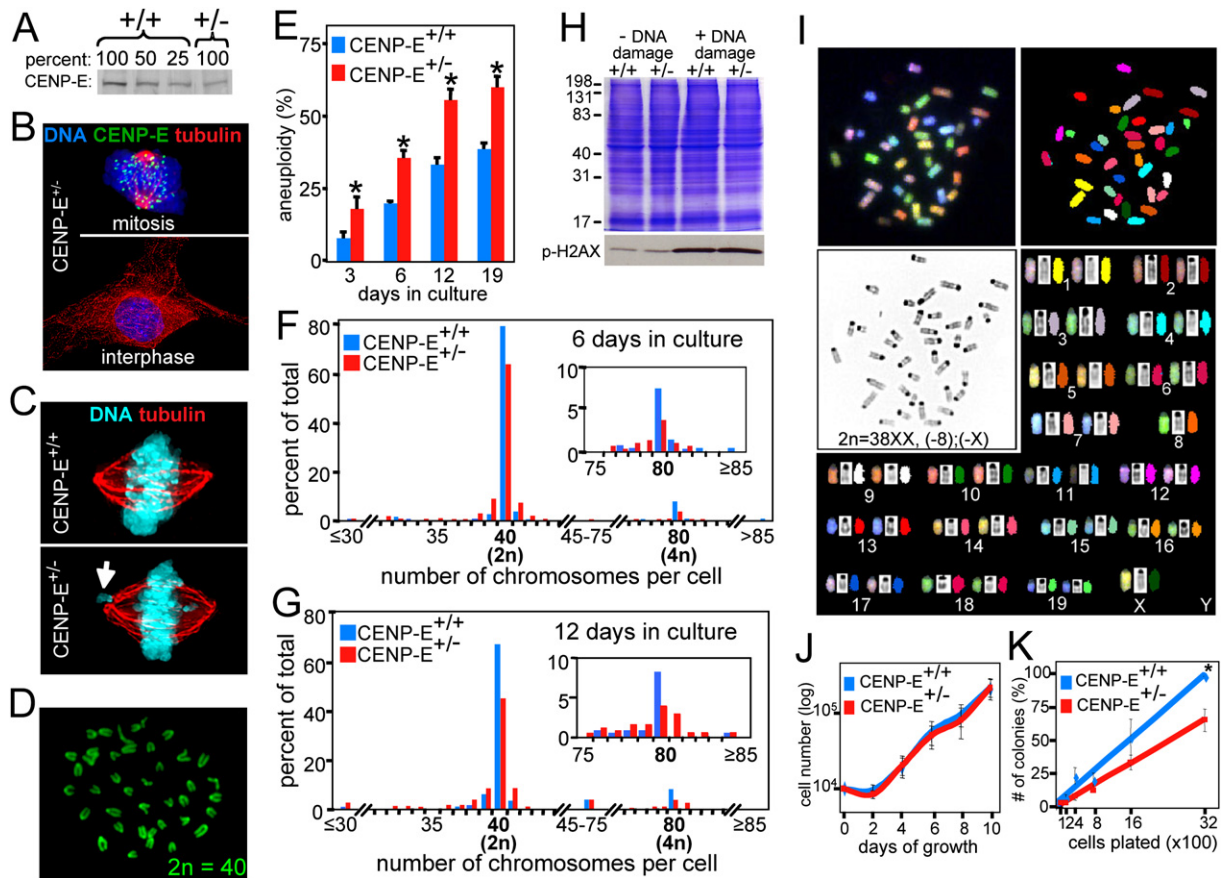 A
+/+ +/-
percent: 100 50 25 100
CENP-E:
B
DNA CENP-E tubulin
CENP-E+/-
mitosis
interphase
C
DNA tubulin
CENP-E+/+
CENP-E+/-
D
2n = 40
E
CENP-E+/+
CENP-E+/-
aneuploidy (%)
75
50
25
0
* * * *
3 6 12 19
days in culture
F
CENP-E+/+
CENP-E+/-
6 days in culture
percent of total
80
60
40
20
0
10
5
0
75 80 ≥85
≤30 35 40 45-75 80 >85
(2n) (4n)
number of chromosomes per cell
G
CENP-E+/+
CENP-E+/-
12 days in culture
percent of total
80
60
40
20
0
10
5
0
75 80 ≥85
≤30 35 40 45-75 80 ≥85
(2n) (4n)
number of chromosomes per cell
H
- DNA damage + DNA damage
+/+ +/- +/+ +/-
198
131
83
40
31
17
p-H2AX
I
2n=38XX, (-8);(-X)
1 2
3 4
5 6
7 8
9 10 11 12
13 14 15 16
17 18 19 X Y
J
CENP-E+/+
CENP-E+/-
cell number (log)
10^5
10^4
0 2 4 6 8 10
days of growth
K
CENP-E+/+
CENP-E+/-
*
# of colonies (%)
100
75
50
25
0
1 2 4 8 16 32
cells plated (x100)